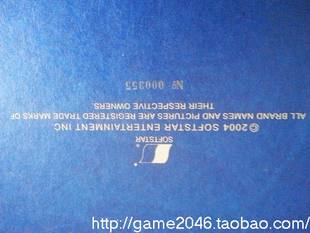 SOFTSTAR
© 2004 SOFTSTAR ENTERTAINMENT INC.
ALL BRAND NAMES AND PICTURES ARE REGISTERED TRADE MARKS OF
THEIR RESPECTIVE OWNERS.
Nº 000355
http://game2046.taobao.com/